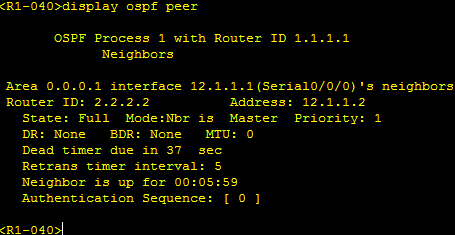 <R1-040>display ospf peer
OSPF Process 1 with Router ID 1.1.1.1
Neighbors
Area 0.0.0.1 interface 12.1.1.1(Serial0/0/0)'s neighbors
Router ID: 2.2.2.2 Address: 12.1.1.2
State: Full Mode:Nbr is Master Priority: 1
DR: None BDR: None MTU: 0
Dead timer due in 37 sec
Retrans timer interval: 5
Neighbor is up for 00:05:59
Authentication Sequence: [ 0 ]
<R1-040>